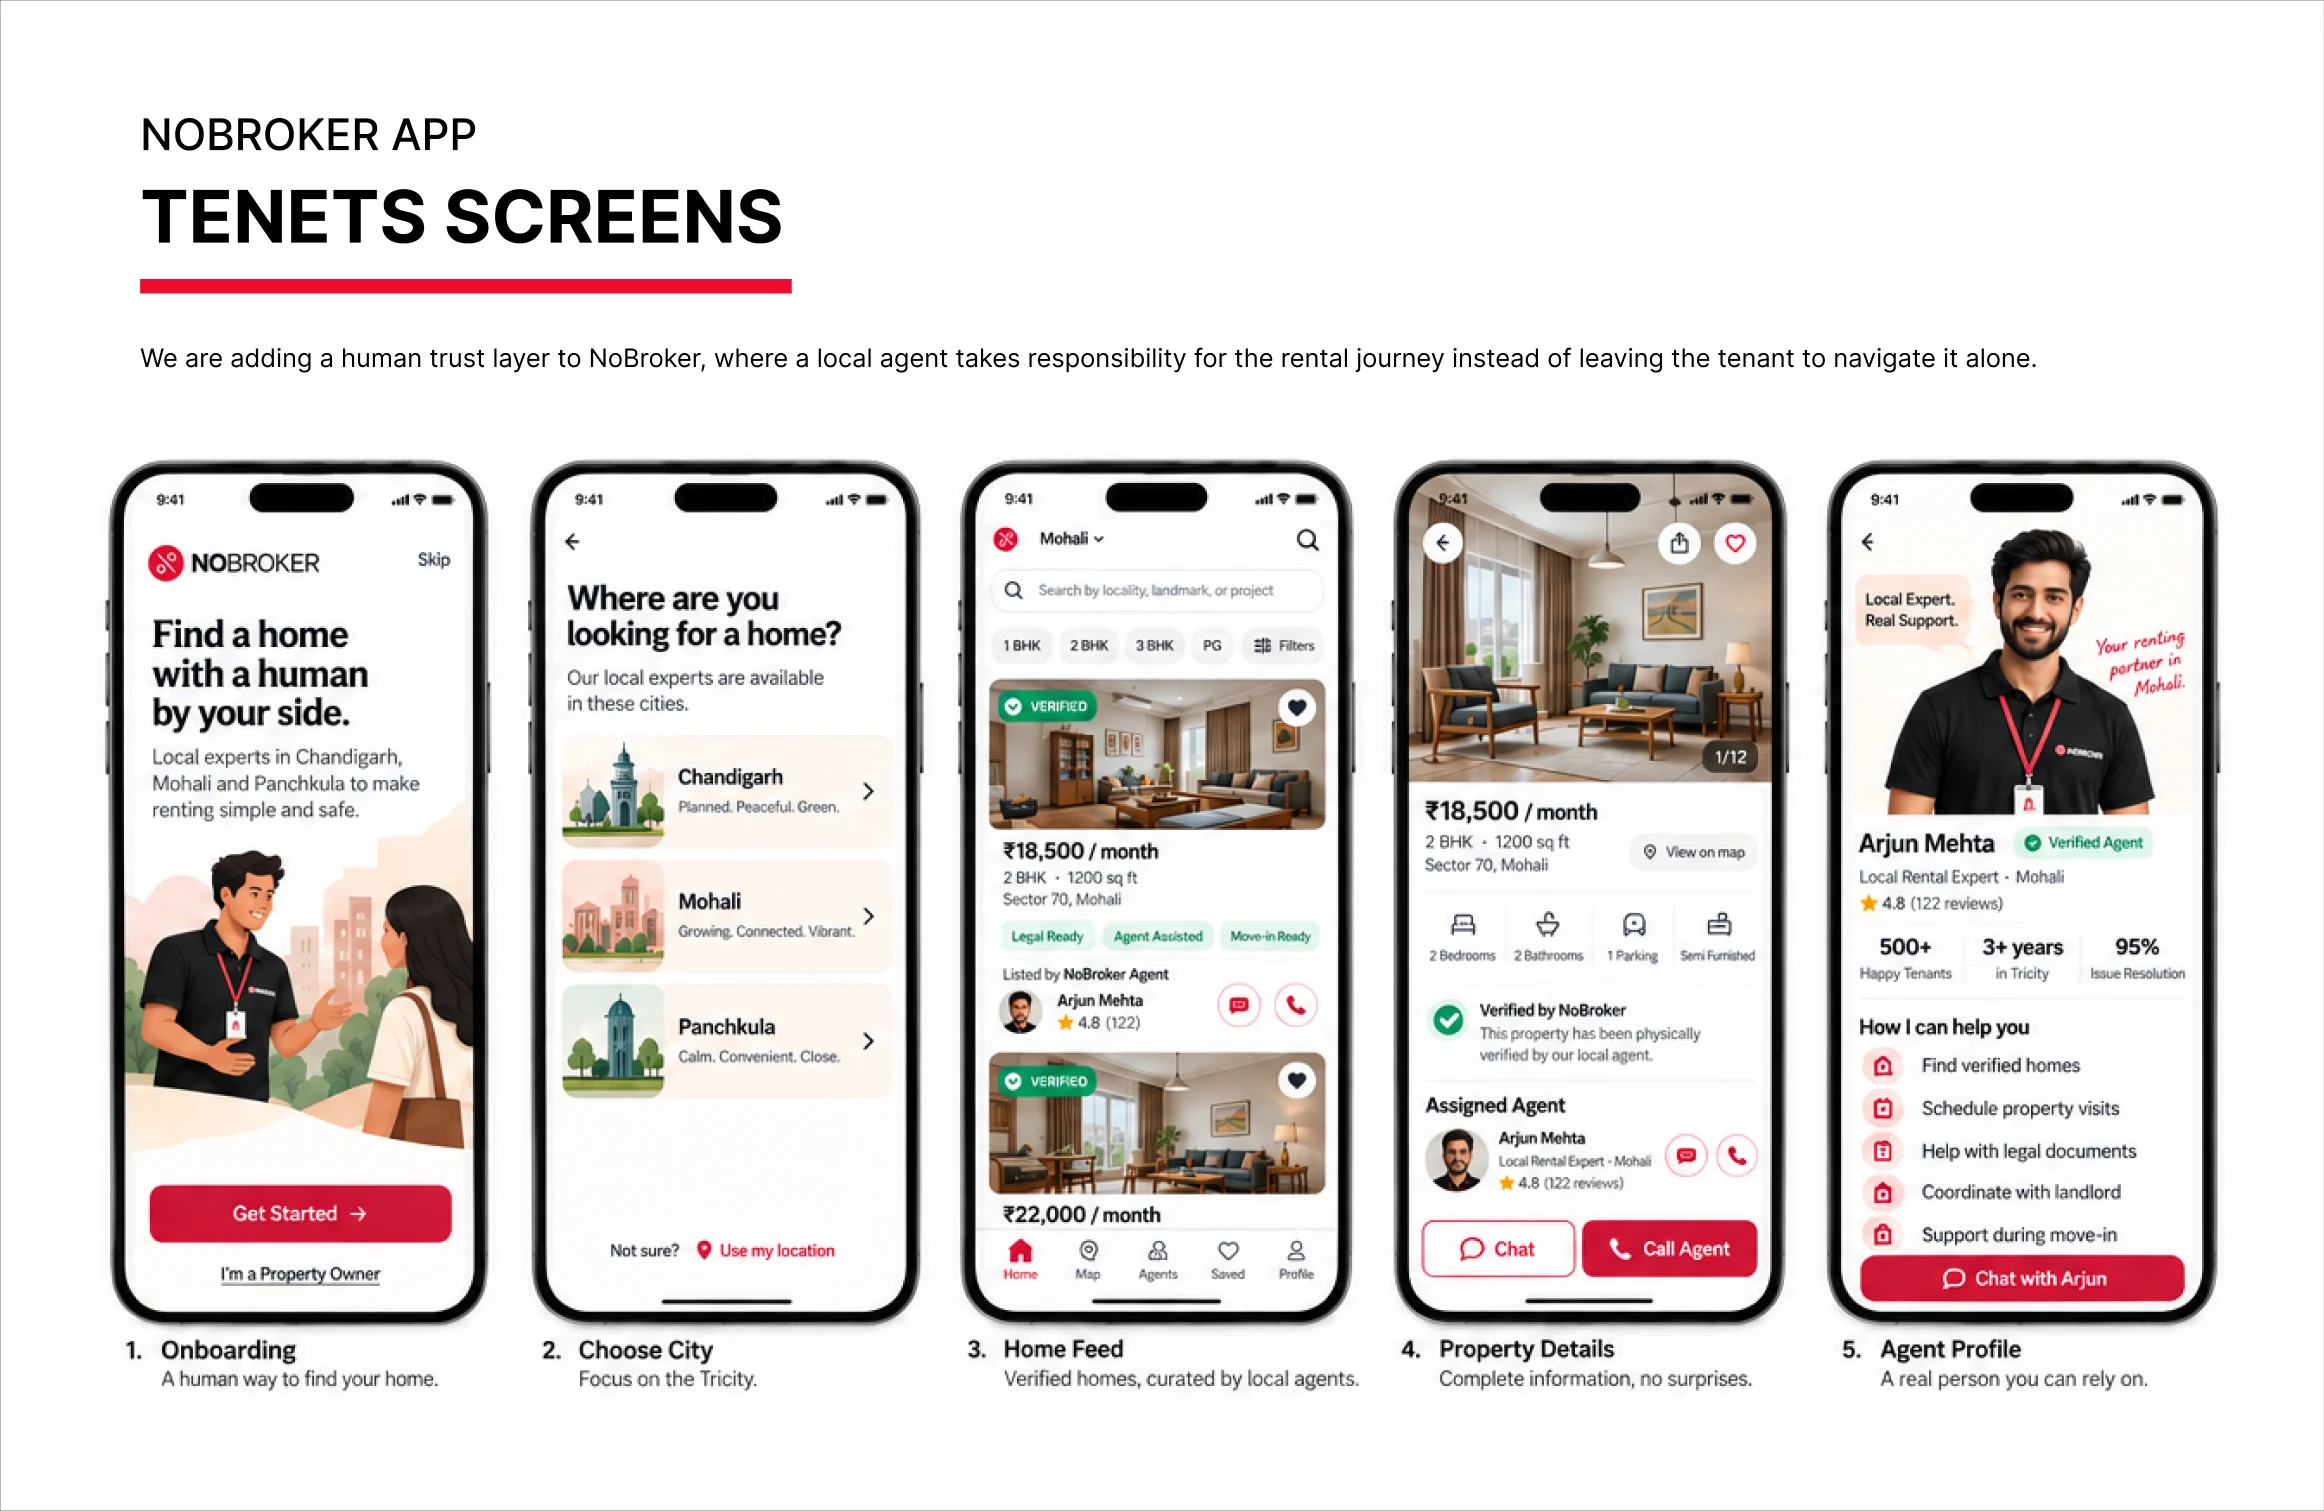 NOBROKER APP
TENETS SCREENS
We are adding a human trust layer to NoBroker, where a local agent takes responsibility for the rental journey instead of leaving the tenant to navigate it alone.
9:41
NOBROKER
Skip
Find a home
with a human
by your side.
Local experts in Chandigarh,
Mohali and Panchkula to make
renting simple and safe.
Get Started →
I'm a Property Owner
1. Onboarding
A human way to find your home.
9:41
Where are you
looking for a home?
Our local experts are available
in these cities.
Chandigarh
Planned. Peaceful. Green.
Mohali
Growing. Connected. Vibrant.
Panchkula
Calm. Convenient. Close.
Not sure? Use my location
2. Choose City
Focus on the Tricity.
9:41
Mohali
Search by locality, landmark, or project
1 BHK 2 BHK 3 BHK PG Filters
VERIFIED
₹18,500 / month
2 BHK · 1200 sq ft
Sector 70, Mohali
Legal Ready Agent Assisted Move-in Ready
Listed by NoBroker Agent
Arjun Mehta
4.8 (122)
VERIFIED
₹22,000 / month
Home Map Agents Saved Profile
3. Home Feed
Verified homes, curated by local agents.
9:41
1/12
₹18,500 / month
2 BHK · 1200 sq ft
Sector 70, Mohali
View on map
2 Bedrooms 2 Bathrooms 1 Parking Semi Furnished
Verified by NoBroker
This property has been physically
verified by our local agent.
Assigned Agent
Arjun Mehta
Local Rental Expert - Mohali
4.8 (122 reviews)
Chat
Call Agent
4. Property Details
Complete information, no surprises.
9:41
Local Expert.
Real Support.
Your renting
partner in
Mohali.
Arjun Mehta
Verified Agent
Local Rental Expert · Mohali
4.8 (122 reviews)
500+ 3+ years 95%
Happy Tenants in Tricity Issue Resolution
How I can help you
Find verified homes
Schedule property visits
Help with legal documents
Coordinate with landlord
Support during move-in
Chat with Arjun
5. Agent Profile
A real person you can rely on.